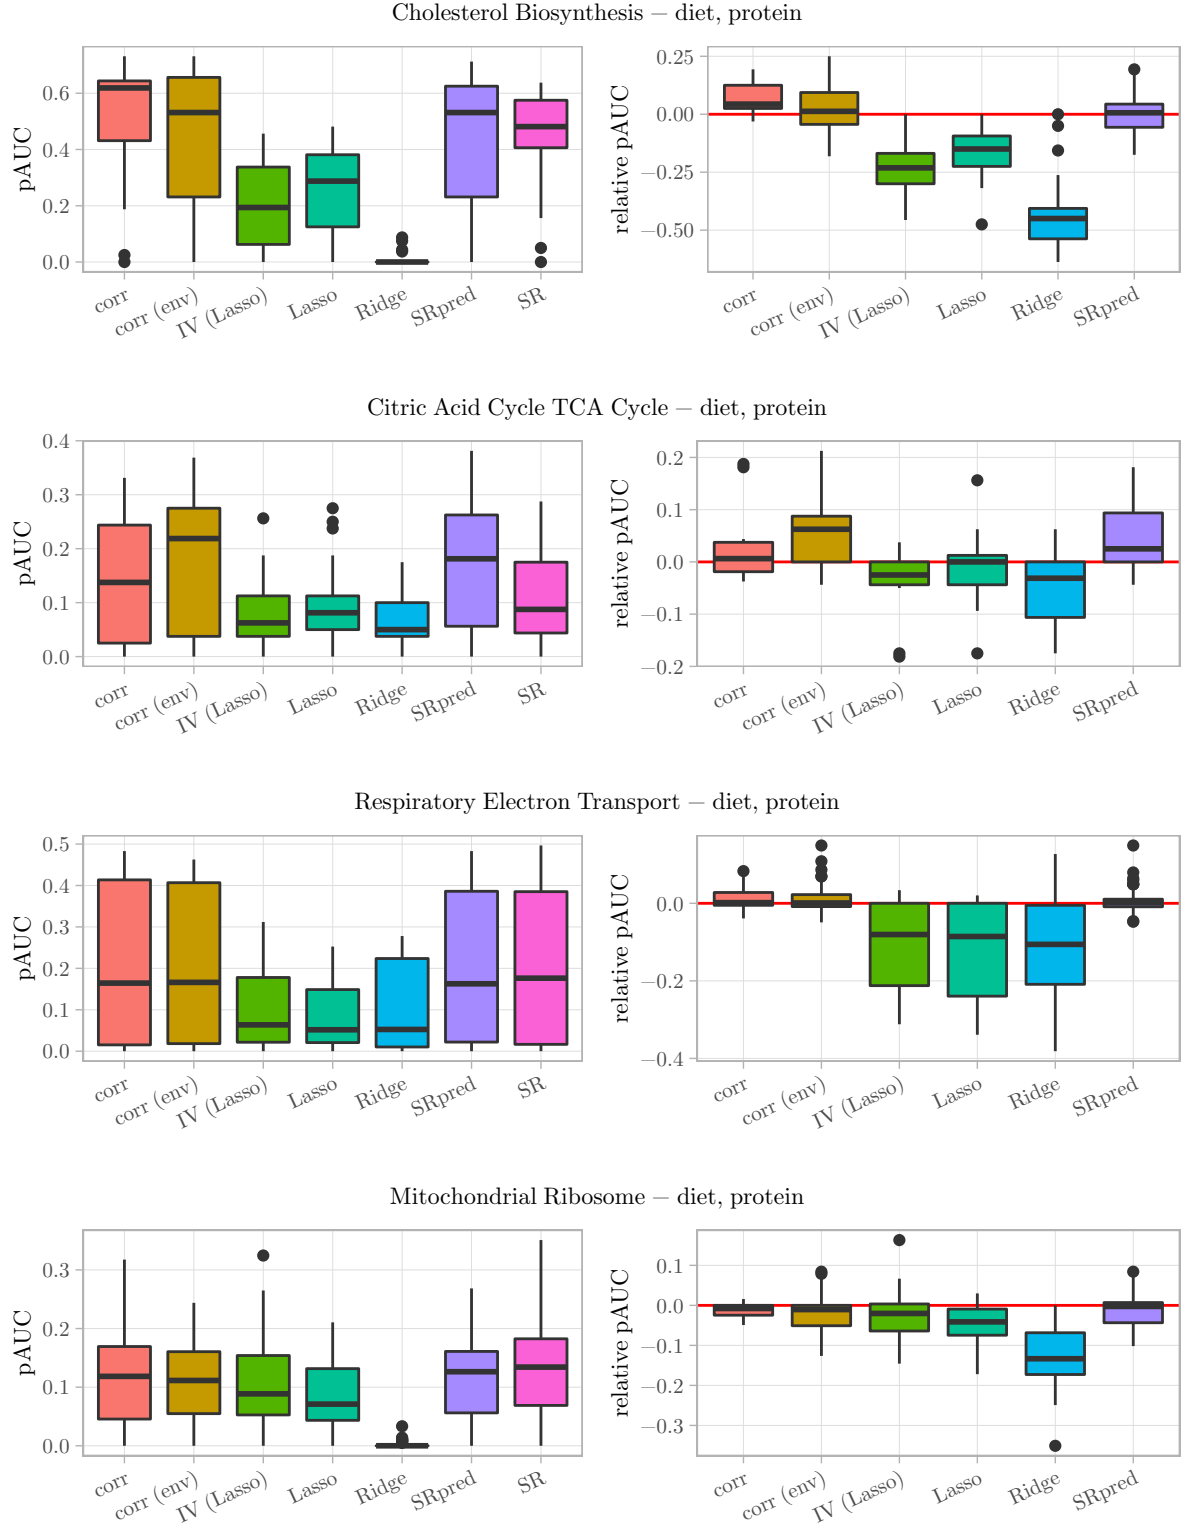 Cholesterol Biosynthesis – diet, protein
pAUC
0.6
0.4
0.2
0.0
corr
corr (env)
IV (Lasso)
Lasso
Ridge
SRpred
SR
relative pAUC
0.25
0.00
−0.25
−0.50
corr
corr (env)
IV (Lasso)
Lasso
Ridge
SRpred
Citric Acid Cycle TCA Cycle – diet, protein
pAUC
0.4
0.3
0.2
0.1
0.0
corr
corr (env)
IV (Lasso)
Lasso
Ridge
SRpred
SR
relative pAUC
0.2
0.1
0.0
−0.1
−0.2
corr
corr (env)
IV (Lasso)
Lasso
Ridge
SRpred
Respiratory Electron Transport – diet, protein
pAUC
0.5
0.4
0.3
0.2
0.1
0.0
corr
corr (env)
IV (Lasso)
Lasso
Ridge
SRpred
SR
relative pAUC
0.0
−0.2
−0.4
corr
corr (env)
IV (Lasso)
Lasso
Ridge
SRpred
Mitochondrial Ribosome – diet, protein
pAUC
0.3
0.2
0.1
0.0
corr
corr (env)
IV (Lasso)
Lasso
Ridge
SRpred
SR
relative pAUC
0.1
0.0
−0.1
−0.2
−0.3
corr
corr (env)
IV (Lasso)
Lasso
Ridge
SRpred